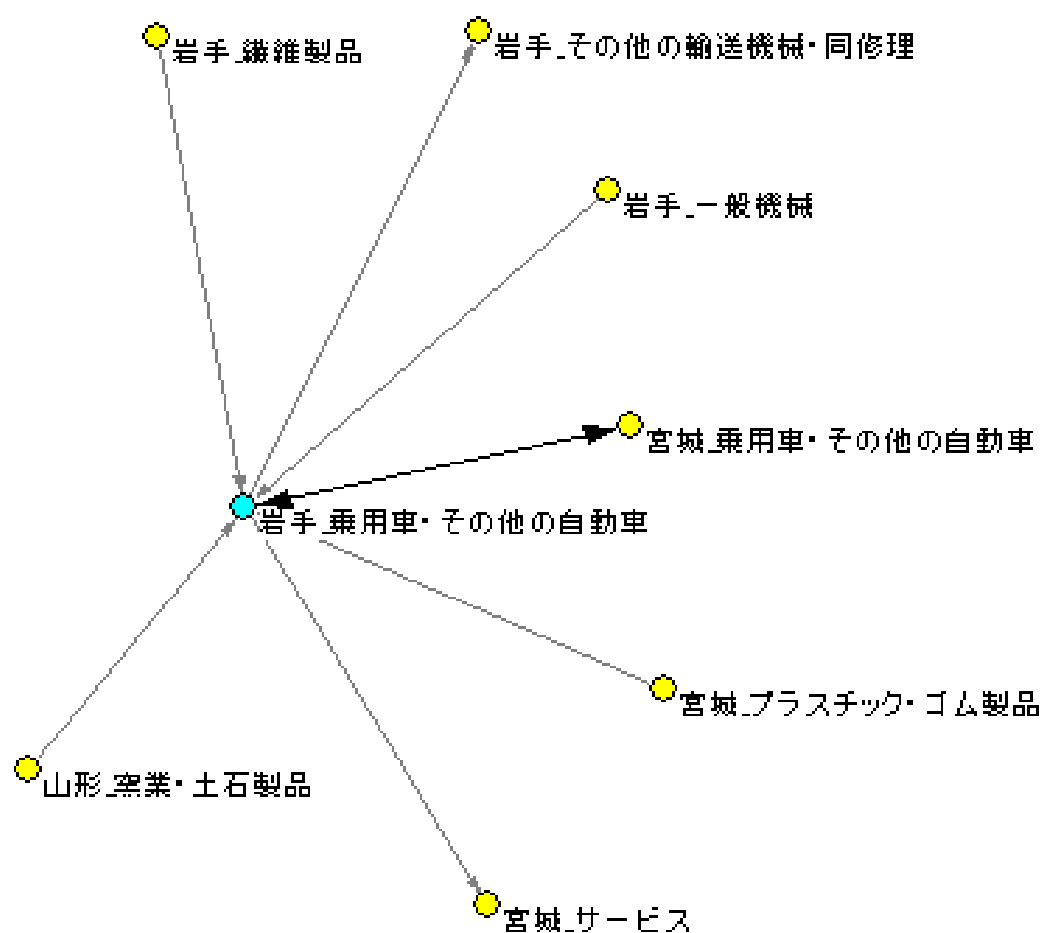 岩手_繊維製品
岩手_その他の輸送機械・同修理
岩手_一般機械
宮城_乗用車・その他の自動車
岩手_乗用車・その他の自動車
宮城_プラスチック・ゴム製品
山形_窯業・土石製品
宮城_サービス